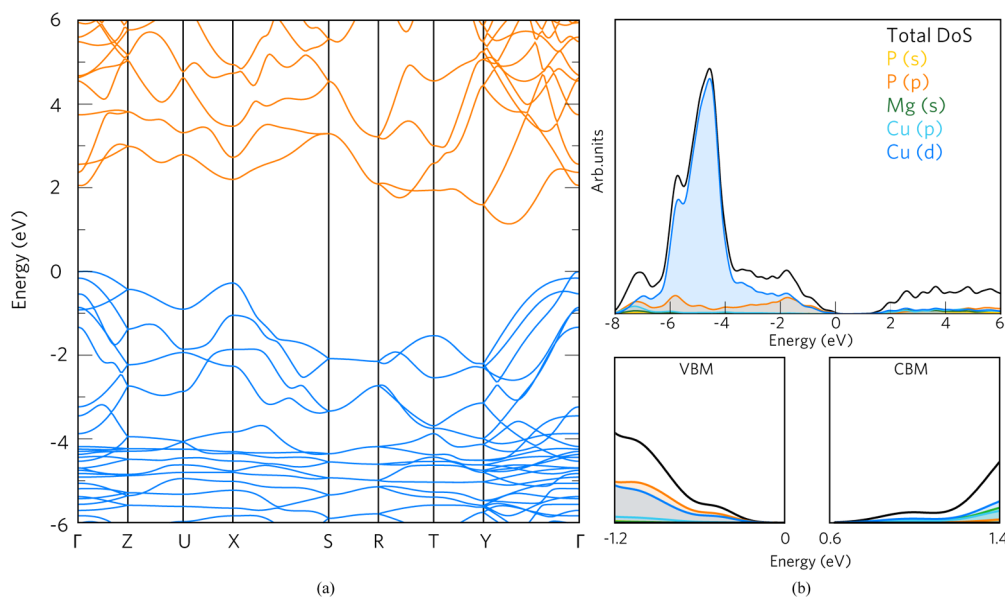 6
4
2
0
-2
-4
-6
Energy (eV)
Γ Z U X S R T Y Γ
(a)
Arb.units
Total DoS
P (s)
P (p)
Mg (s)
Cu (p)
Cu (d)
-8 -6 -4 -2 0 2 4 6
Energy (eV)
VBM
CBM
-1.2 0 0.6 1.4
Energy (eV)
(b)